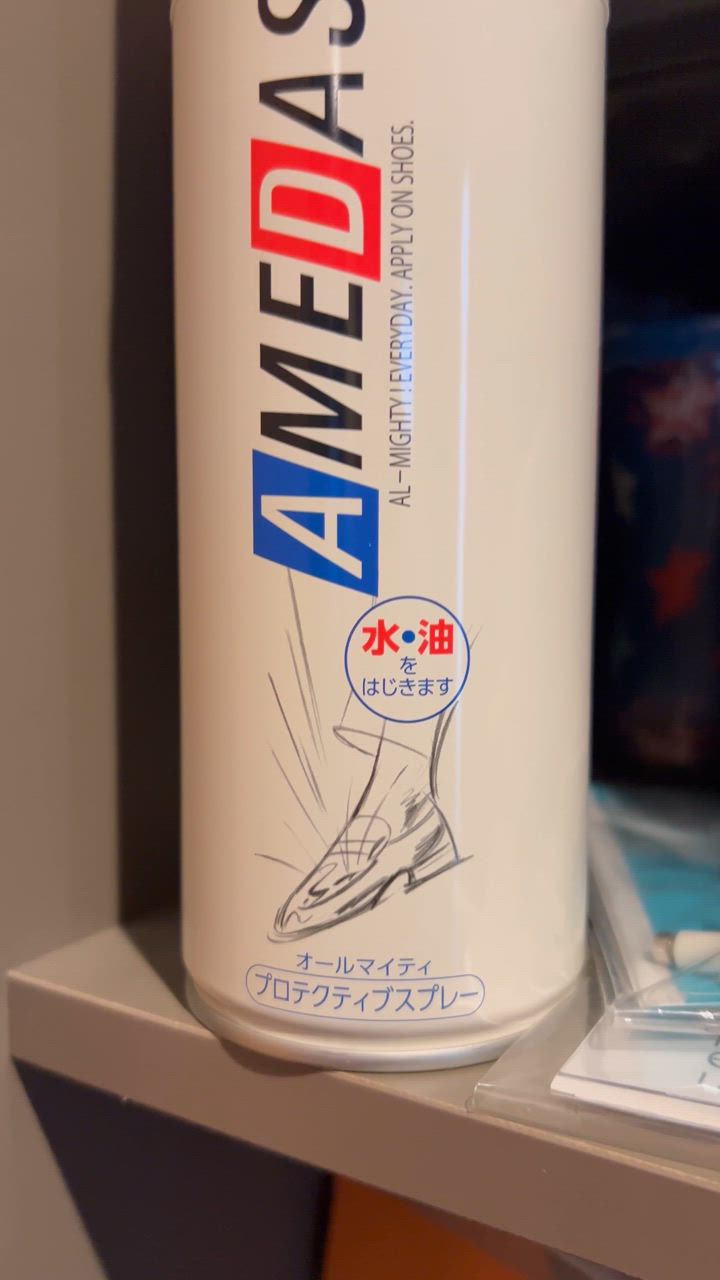 AMEDAS
AL-MIGHTY! EVERYDAY. APPLY ON SHOES.
水•油
を
はじきます
オールマイティ
プロテクティブスプレー